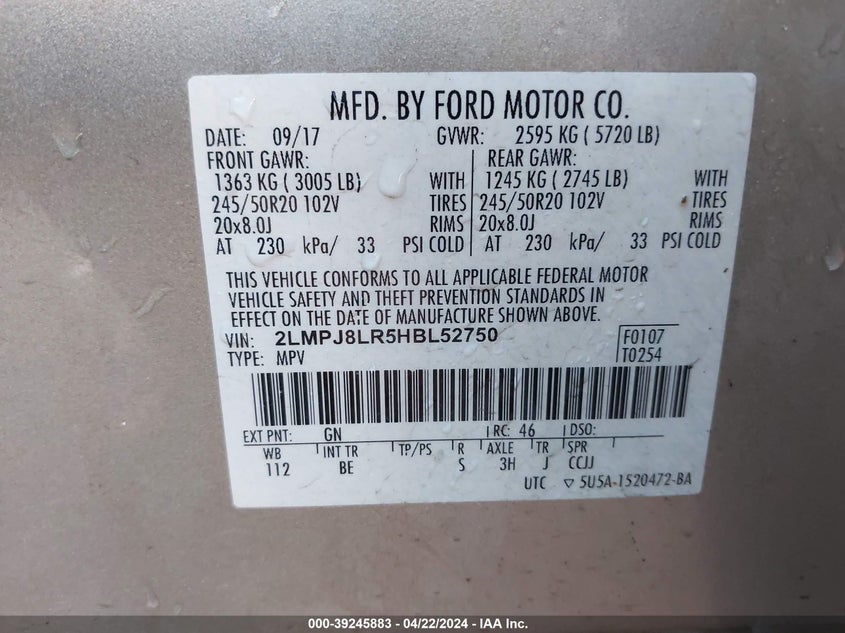 MFD. BY FORD MOTOR CO.
DATE: 09/17 GVWR: 2595 KG ( 5720 LB)
FRONT GAWR: REAR GAWR:
1363 KG ( 3005 LB) WITH 1245 KG ( 2745 LB) WITH
245/50R20 102V TIRES 245/50R20 102V TIRES
20x8.0J RIMS 20x8.0J RIMS
AT 230 kPa/ 33 PSI COLD AT 230 kPa/ 33 PSI COLD
THIS VEHICLE CONFORMS TO ALL APPLICABLE FEDERAL MOTOR
VEHICLE SAFETY AND THEFT PREVENTION STANDARDS IN
EFFECT ON THE DATE OF MANUFACTURE SHOWN ABOVE.
VIN: 2LMPJ8LR5HBL52750 F0107
TYPE: MPV T0254
EXT PNT: GN RC: 46 DSO:
WB INT TR TP/PS R AXLE TR SPR
112 BE S 3H J CCJJ
UTC ▽ 5U5A-1520472-BA
000-39245883 - 04/22/2024 - IAA Inc.